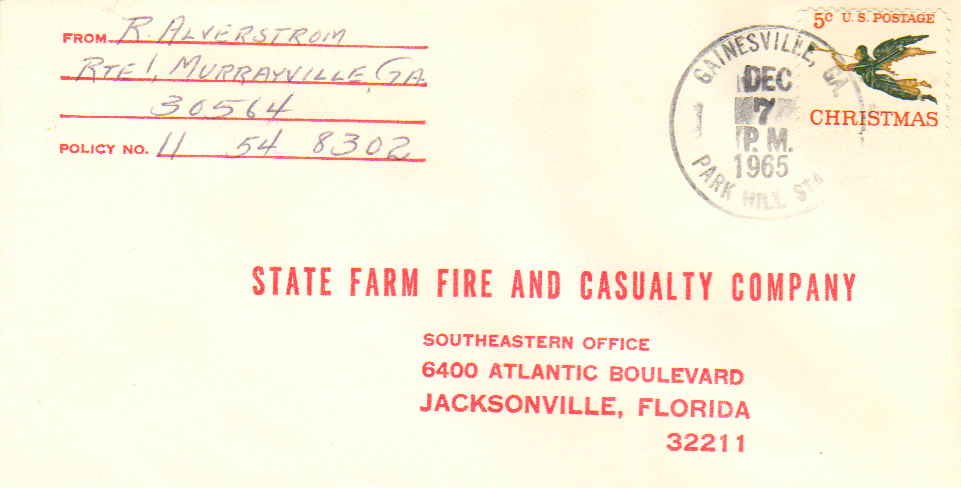 FROM R. ALVERSTROM
RTE 1, MURRAYVILLE, GA.
30564
POLICY NO. 11 54 8302
GAINESVILLE, GA.
DEC
7
P.M.
1965
PARK HILL STA
5c U.S. POSTAGE
CHRISTMAS
STATE FARM FIRE AND CASUALTY COMPANY
SOUTHEASTERN OFFICE
6400 ATLANTIC BOULEVARD
JACKSONVILLE, FLORIDA
32211